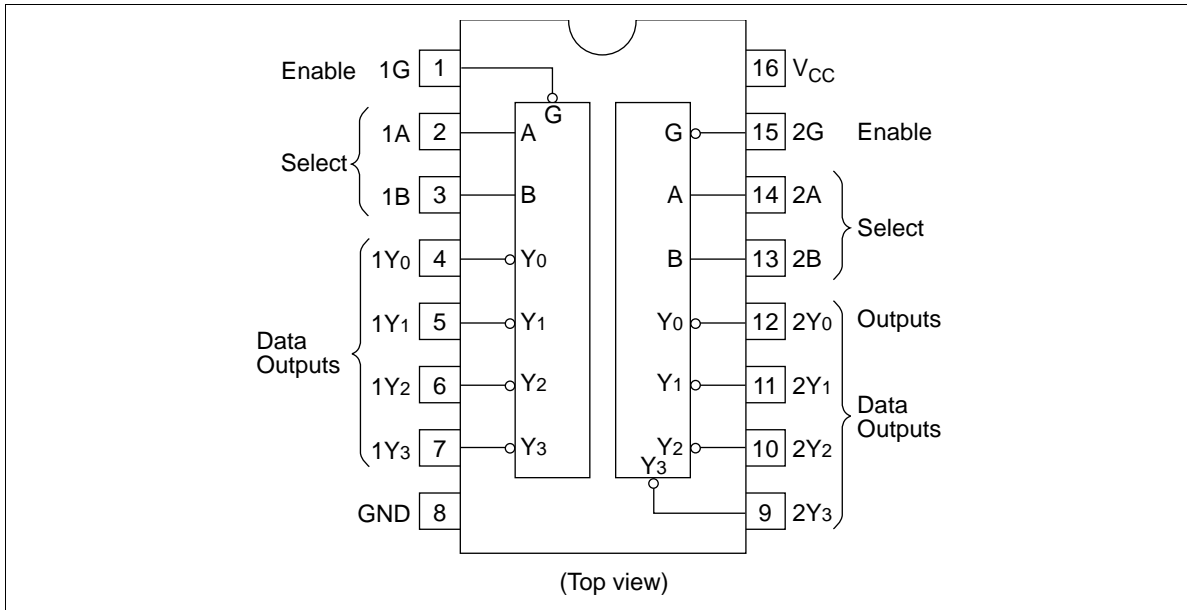 Enable 1G 1 16 VCC
G
Select 1A 2 A G 15 2G Enable
1B 3 B A 14 2A Select
1Y0 4 Y0 B 13 2B
Data Outputs 1Y1 5 Y1 Y0 12 2Y0 Outputs
1Y2 6 Y2 Y1 11 2Y1 Data Outputs
1Y3 7 Y3 Y2 10 2Y2
Y3
GND 8 9 2Y3
(Top view)